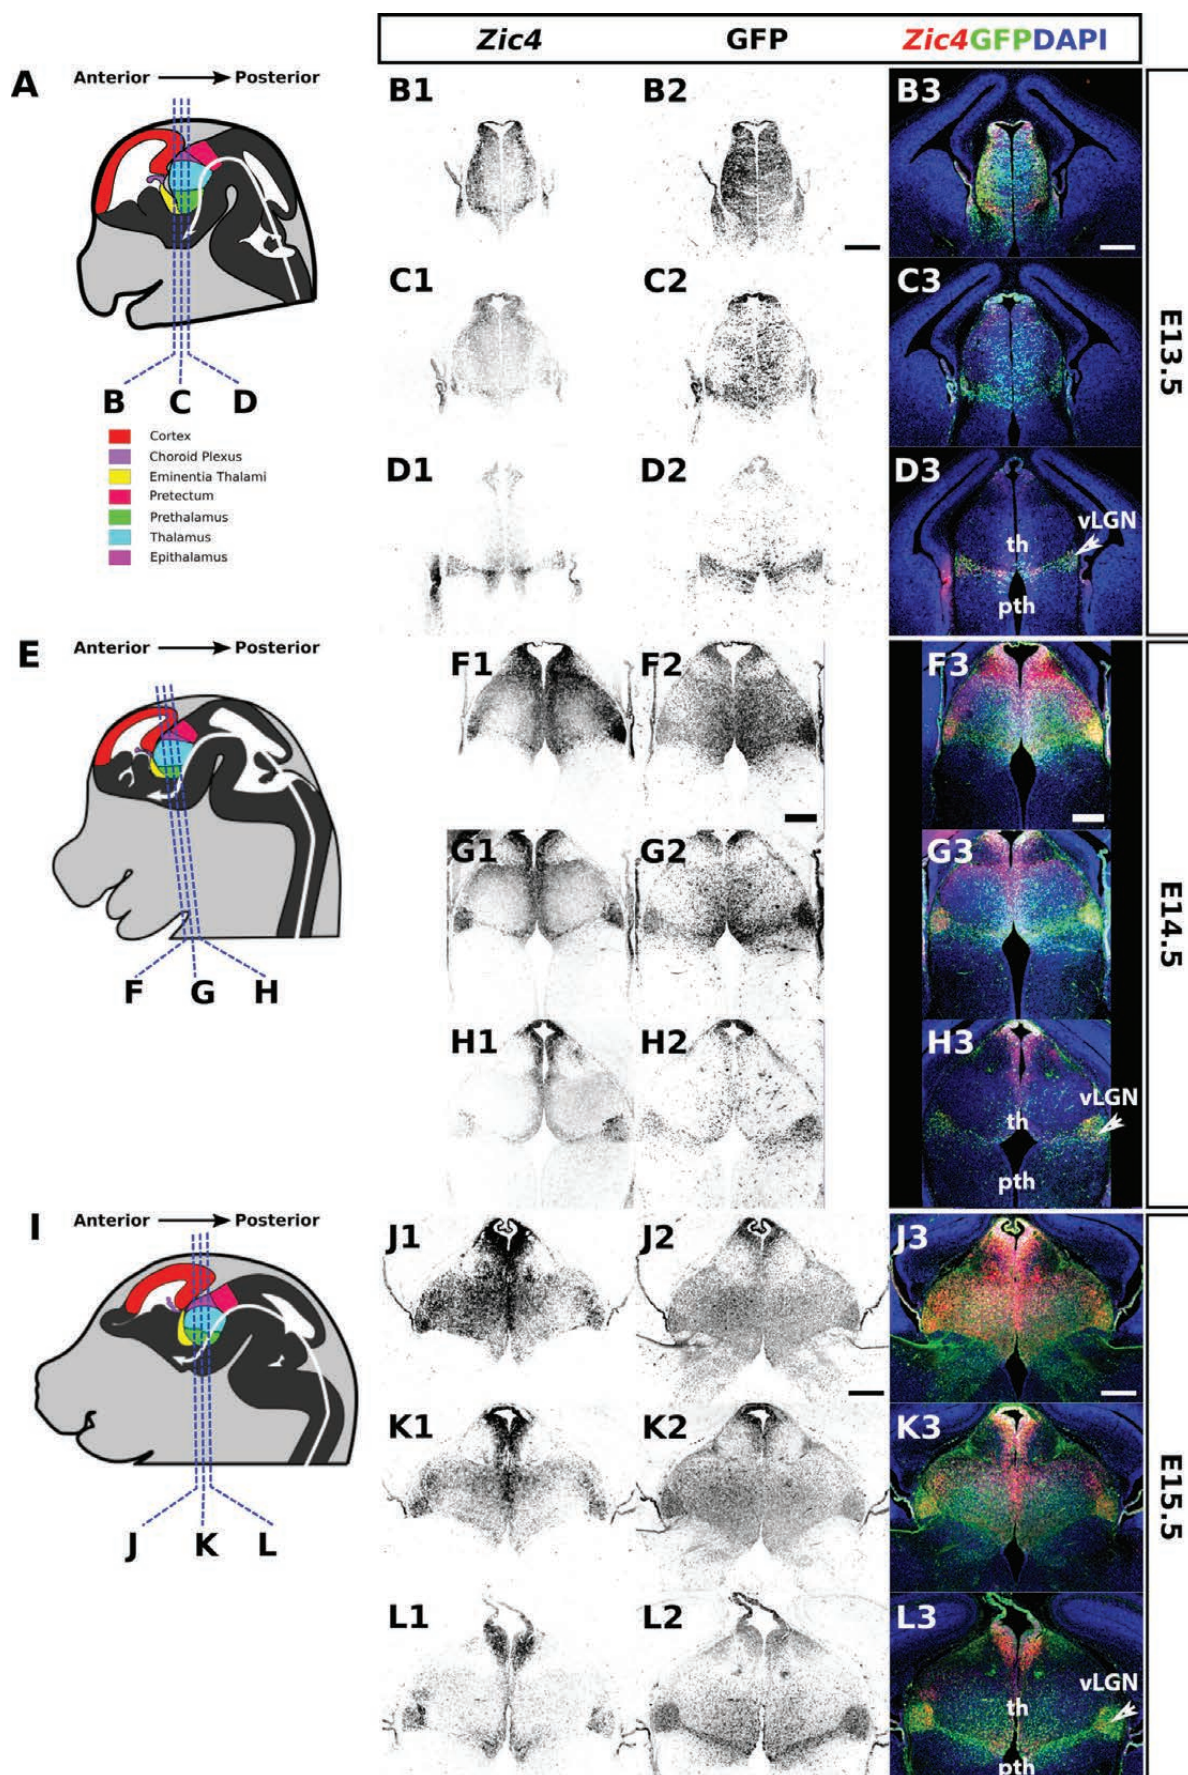 Zic4 GFP Zic4GFPDAPI
A
Anterior Posterior
B C D
Cortex
Choroid Plexus
Eminentia Thalami
Pretectum
Prethalamus
Thalamus
Epithalamus
B1 B2 B3
C1 C2 C3
D1 D2 D3
vLGN
th
pth
E13.5
E
Anterior Posterior
F G H
F1 F2 F3
G1 G2 G3
H1 H2 H3
vLGN
th
pth
E14.5
I
Anterior Posterior
J K L
J1 J2 J3
K1 K2 K3
L1 L2 L3
vLGN
th
pth
E15.5